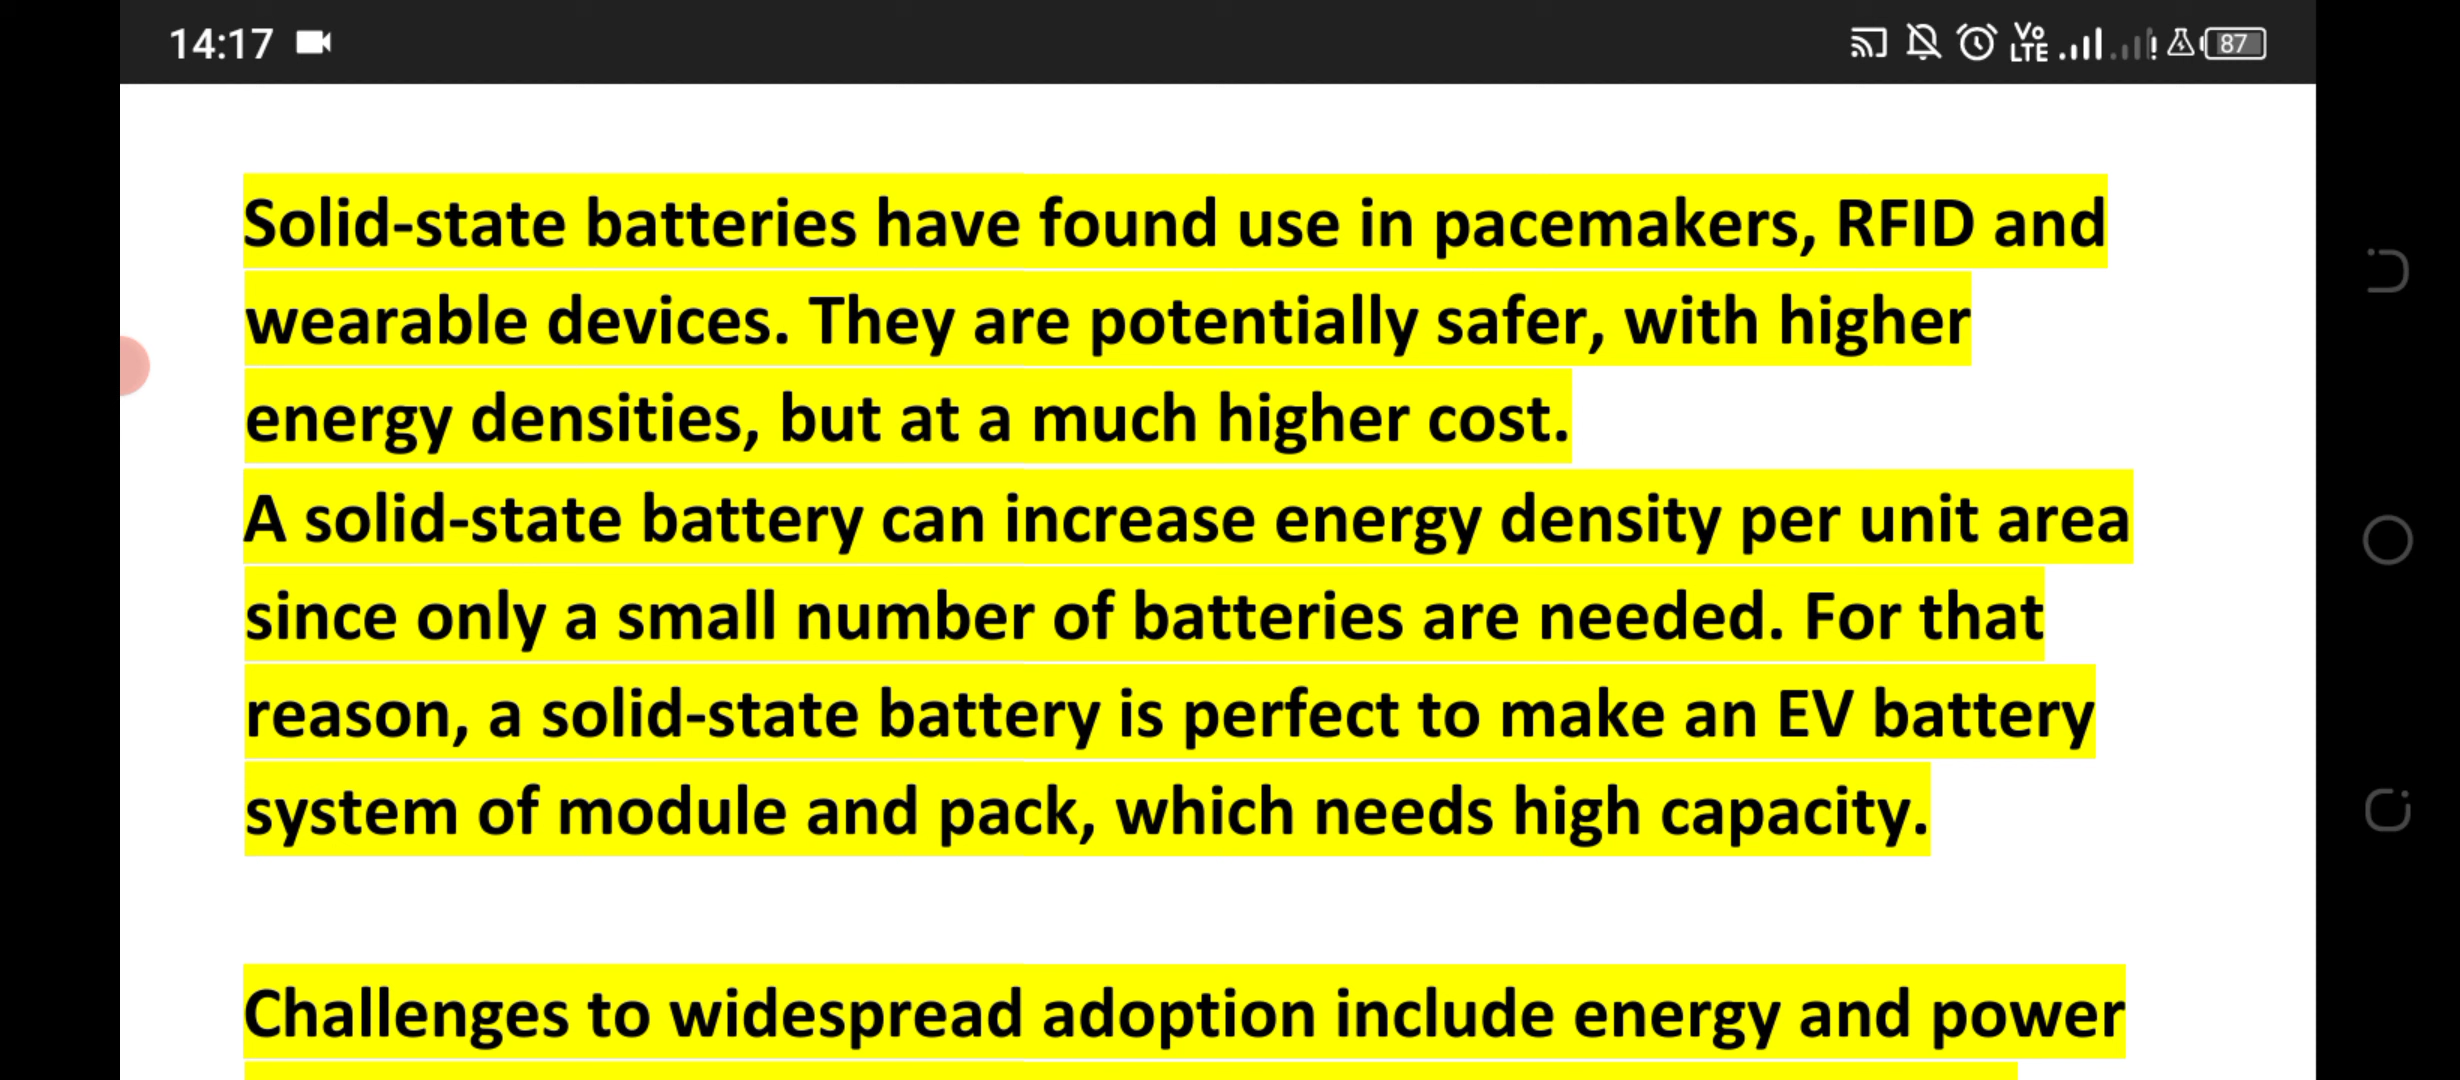 14:17
Vo
LTE
87
Solid-state batteries have found use in pacemakers, RFID and
wearable devices. They are potentially safer, with higher
energy densities, but at a much higher cost.
A solid-state battery can increase energy density per unit area
since only a small number of batteries are needed. For that
reason, a solid-state battery is perfect to make an EV battery
system of module and pack, which needs high capacity.
Challenges to widespread adoption include energy and power